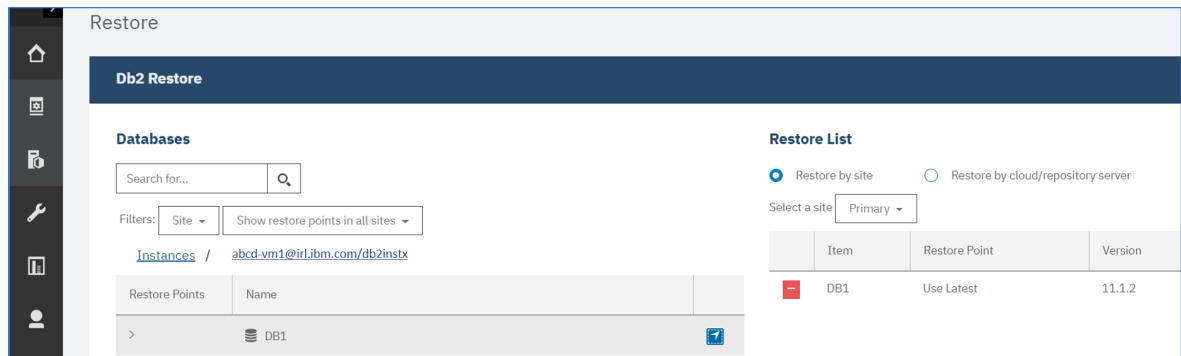 Restore
Db2 Restore
Databases
Search for...
Filters: Site Show restore points in all sites
Instances / abcd-vm1@irl.ibm.com/db2instx
Restore Points Name
DB1
Restore List
Restore by site Restore by cloud/repository server
Select a site Primary
Item Restore Point Version
DB1 Use Latest 11.1.2